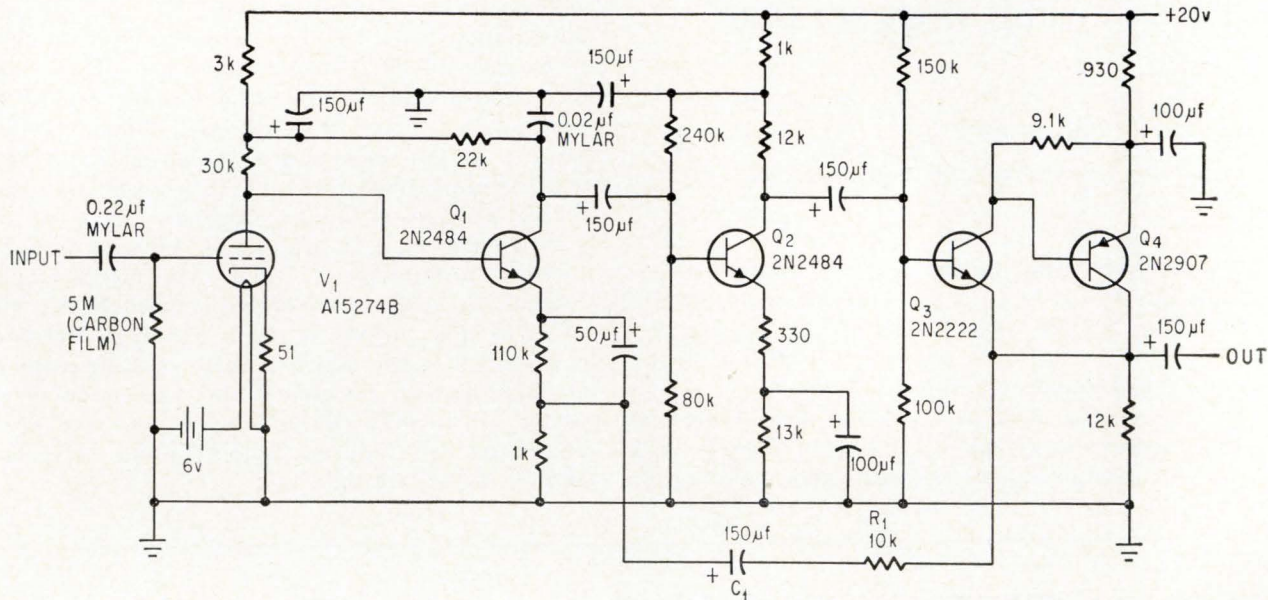 +20v
3k
1k
150k
930
150µf
+
150µf
+
100µf
+
0.02µf
MYLAR
240k
12k
9.1k
22k
30k
150µf
+
0.22µf
MYLAR
Q1
2N2484
150µf
+
Q2
2N2484
Q4
2N2907
INPUT
V1
A15274B
Q3
2N2222
5M
(CARBON
FILM)
51
50µf
+
110k
330
150µf
+
OUT
80k
100k
12k
6v
1k
13k
+
100µf
150µf
+
C1
R1
10k